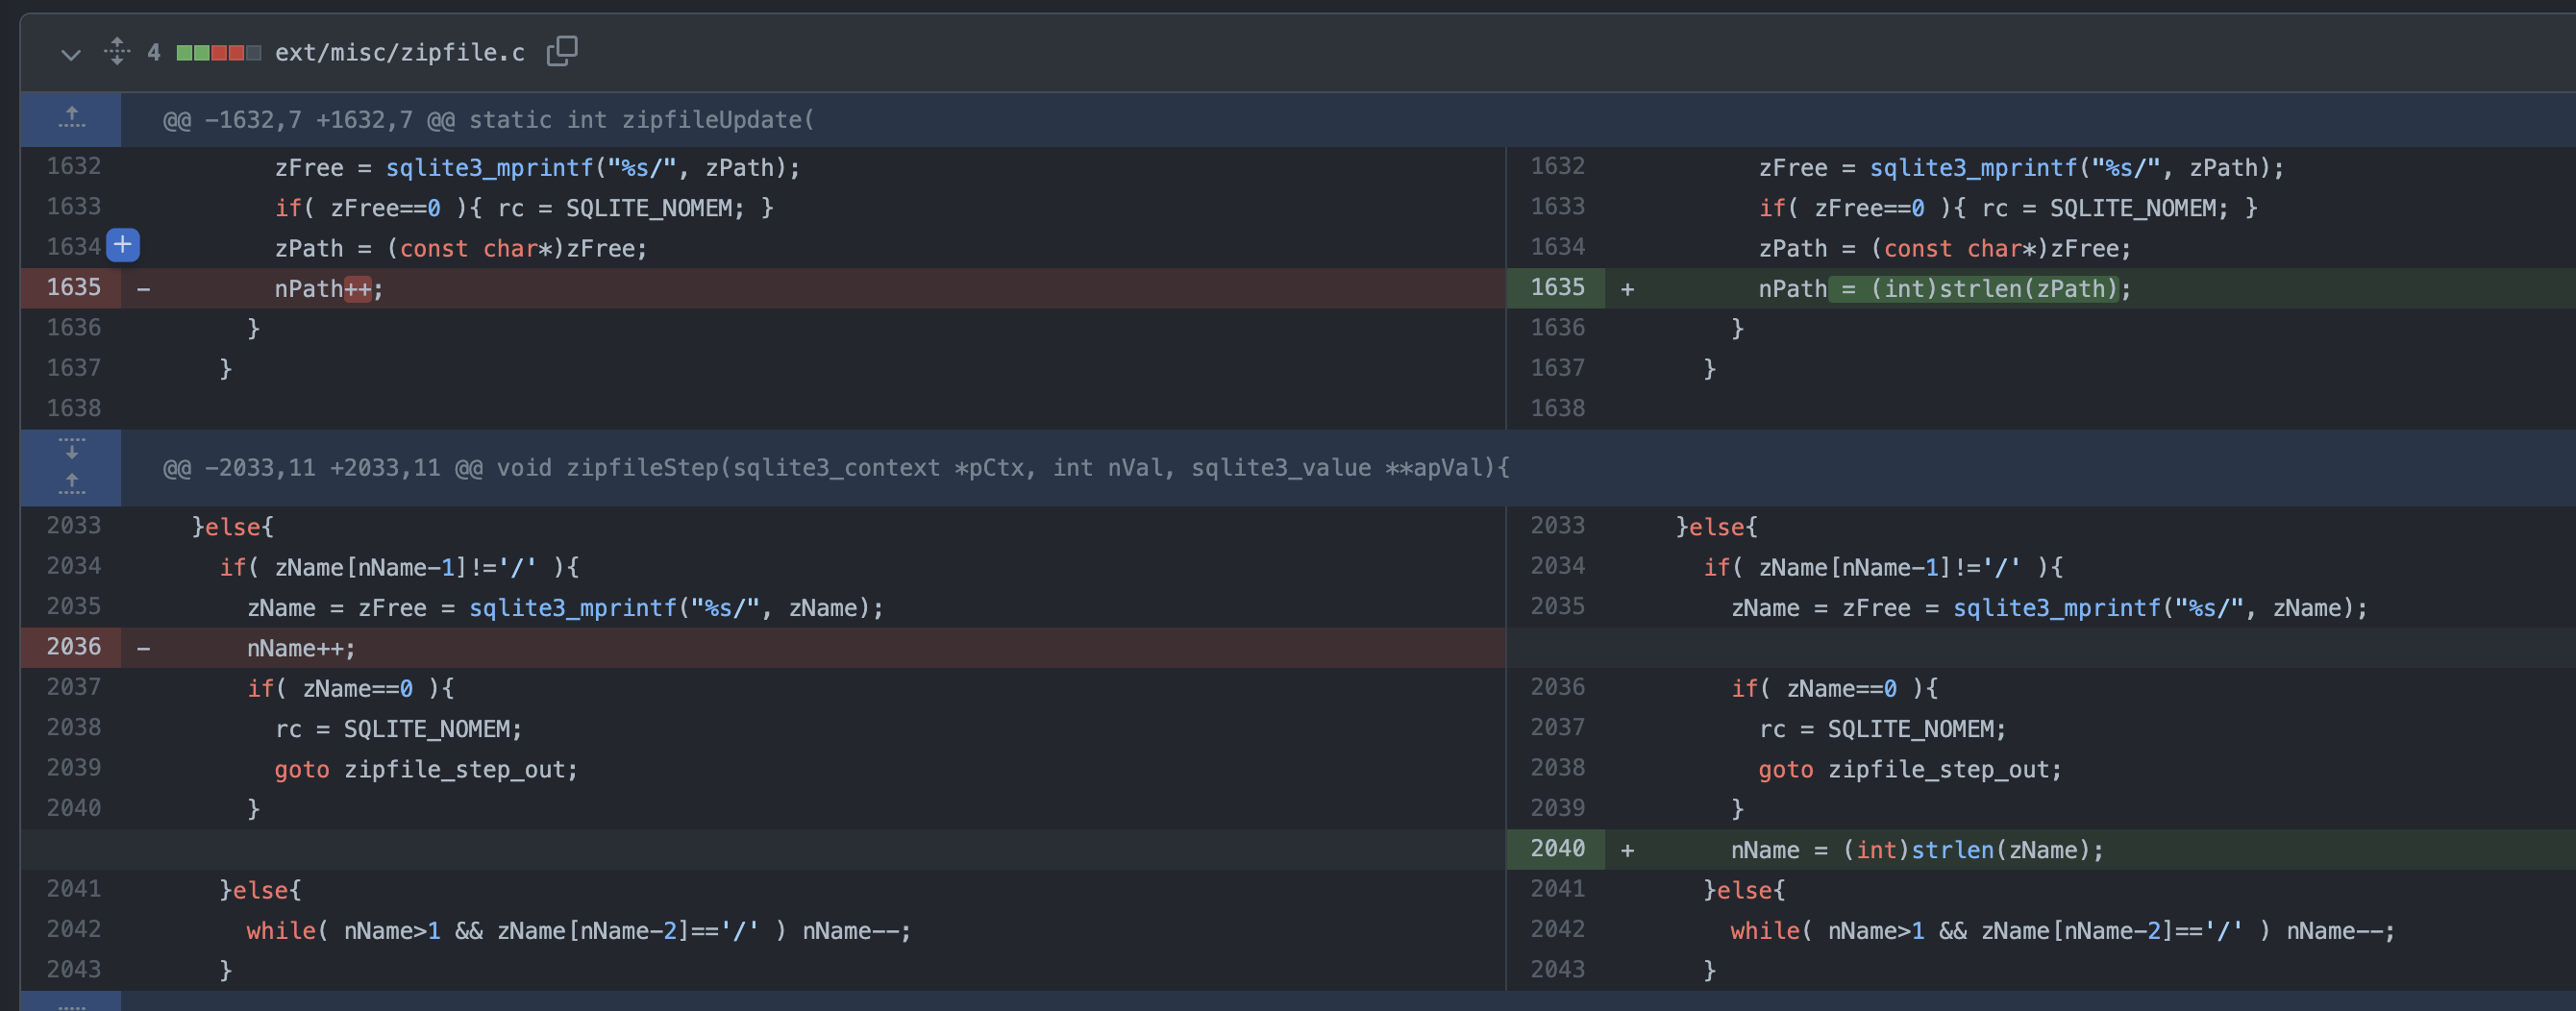 4 ext/misc/zipfile.c
@@ -1632,7 +1632,7 @@ static int zipfileUpdate(
1632 zFree = sqlite3_mprintf("%s/", zPath);
1633 if( zFree==0 ){ rc = SQLITE_NOMEM; }
1634 + zPath = (const char*)zFree;
1635 - nPath++;
1636 }
1637 }
1638
1632 zFree = sqlite3_mprintf("%s/", zPath);
1633 if( zFree==0 ){ rc = SQLITE_NOMEM; }
1634 zPath = (const char*)zFree;
1635 + nPath = (int)strlen(zPath);
1636 }
1637 }
1638
@@ -2033,11 +2033,11 @@ void zipfileStep(sqlite3_context *pCtx, int nVal, sqlite3_value **apVal){
2033 }else{
2034 if( zName[nName-1]!='/' ){
2035 zName = zFree = sqlite3_mprintf("%s/", zName);
2036 - nName++;
2037 if( zName==0 ){
2038 rc = SQLITE_NOMEM;
2039 goto zipfile_step_out;
2040 }
2041 }else{
2042 while( nName>1 && zName[nName-2]=='/' ) nName--;
2043 }
2033 }else{
2034 if( zName[nName-1]!='/' ){
2035 zName = zFree = sqlite3_mprintf("%s/", zName);
2036 if( zName==0 ){
2037 rc = SQLITE_NOMEM;
2038 goto zipfile_step_out;
2039 }
2040 + nName = (int)strlen(zName);
2041 }else{
2042 while( nName>1 && zName[nName-2]=='/' ) nName--;
2043 }